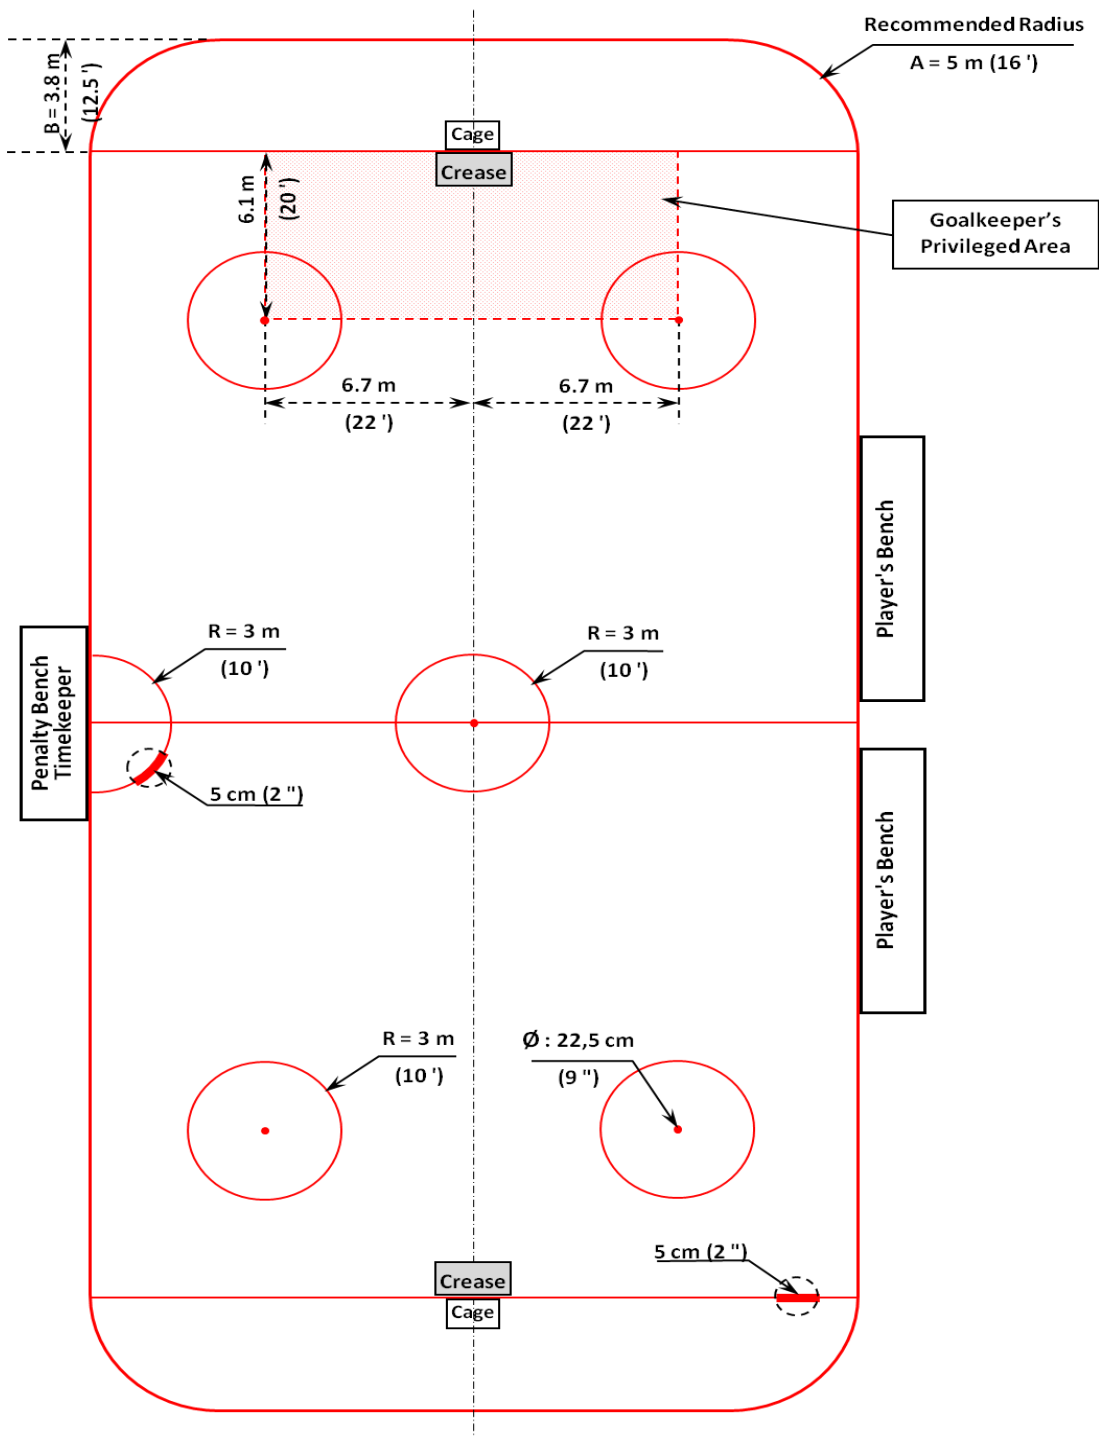 Recommended Radius
A = 5 m (16 ')
B = 3.8 m
(12.5 ')
Cage
Crease
6.1 m
(20 ')
Goalkeeper's
Privileged Area
6.7 m
(22 ')
6.7 m
(22 ')
Player's Bench
R = 3 m
(10 ')
R = 3 m
(10 ')
Penalty Bench
Timekeeper
5 cm (2 ")
Player's Bench
R = 3 m
(10 ')
Ø : 22,5 cm
(9 ")
5 cm (2 ")
Crease
Cage